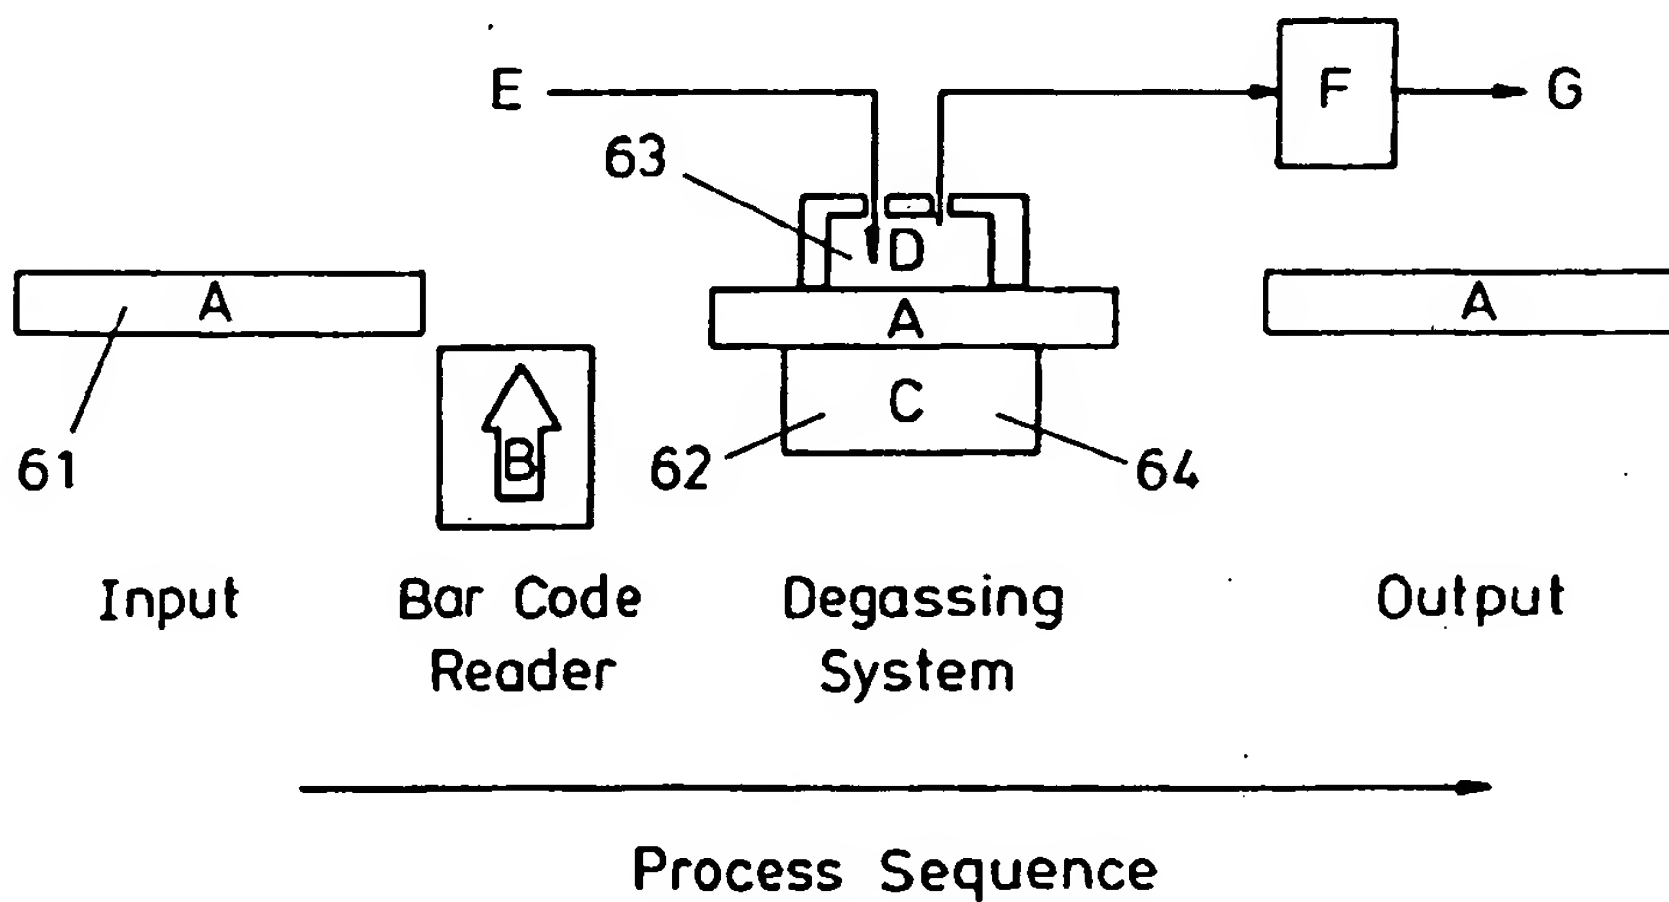 E
F
G
63
D
A
A
A
B
C
61
62
64
Input
Bar Code
Reader
Degassing
System
Output
Process Sequence